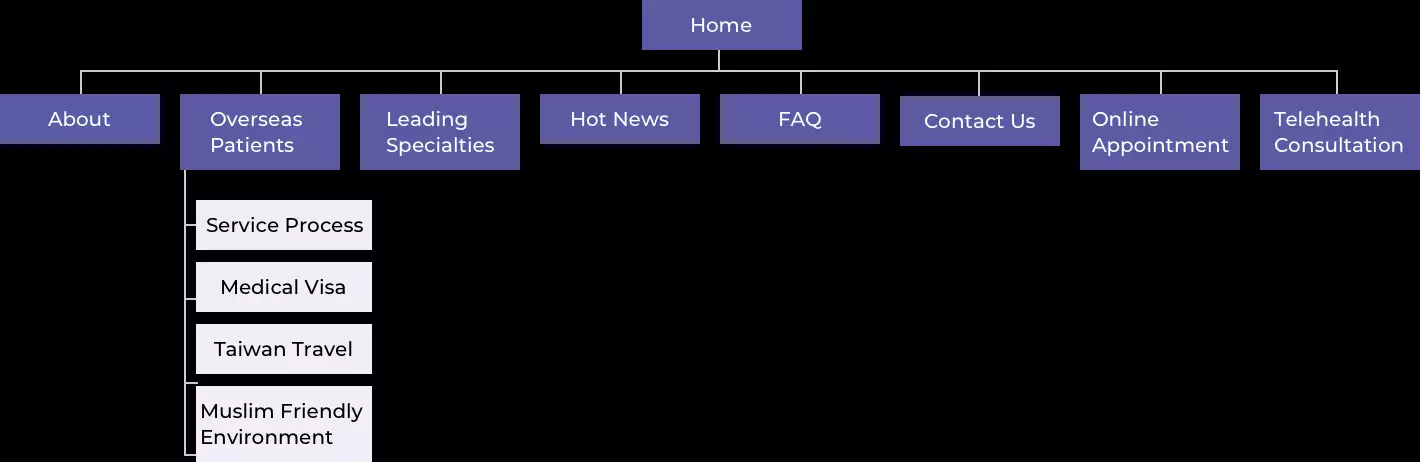 Home
About
Overseas
Patients
Leading
Specialties
Hot News
FAQ
Contact Us
Online
Appointment
Telehealth
Consultation
Service Process
Medical Visa
Taiwan Travel
Muslim Friendly
Environment